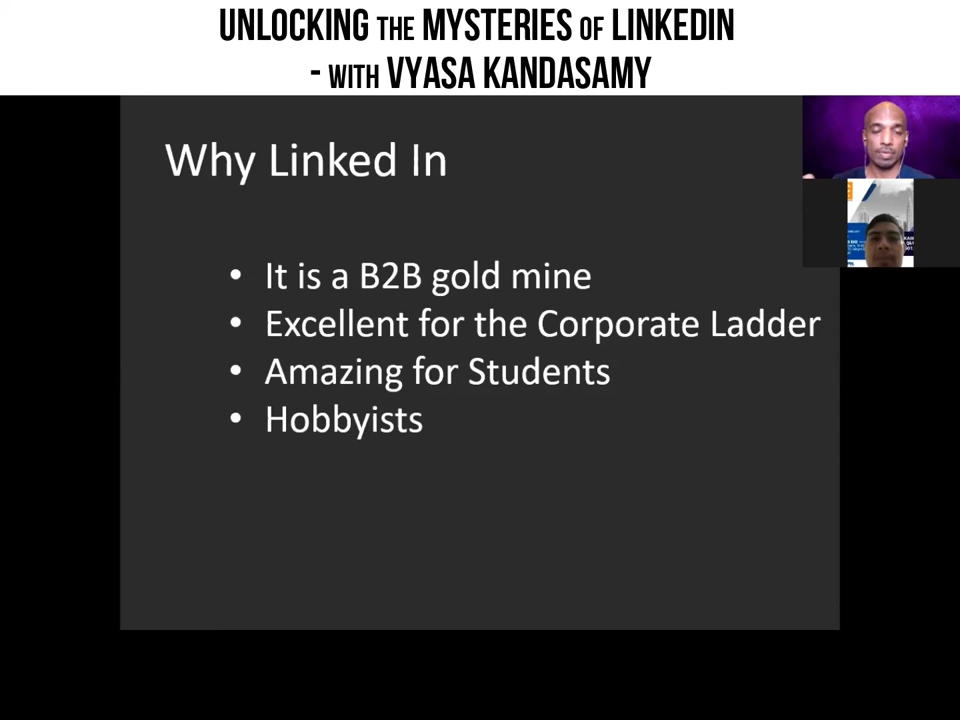 UNLOCKING THE MYSTERIES OF LINKEDIN
- WITH VYASA KANDASAMY
Why Linked In
• It is a B2B gold mine
• Excellent for the Corporate Ladder
• Amazing for Students
• Hobbyists